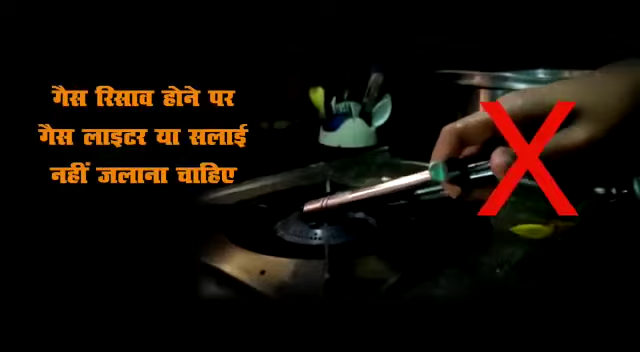 गैस रिसाव होने पर
गैस लाइटर या सलाई
नहीं जलाना चाहिए